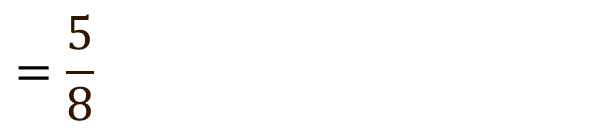 = 5/8